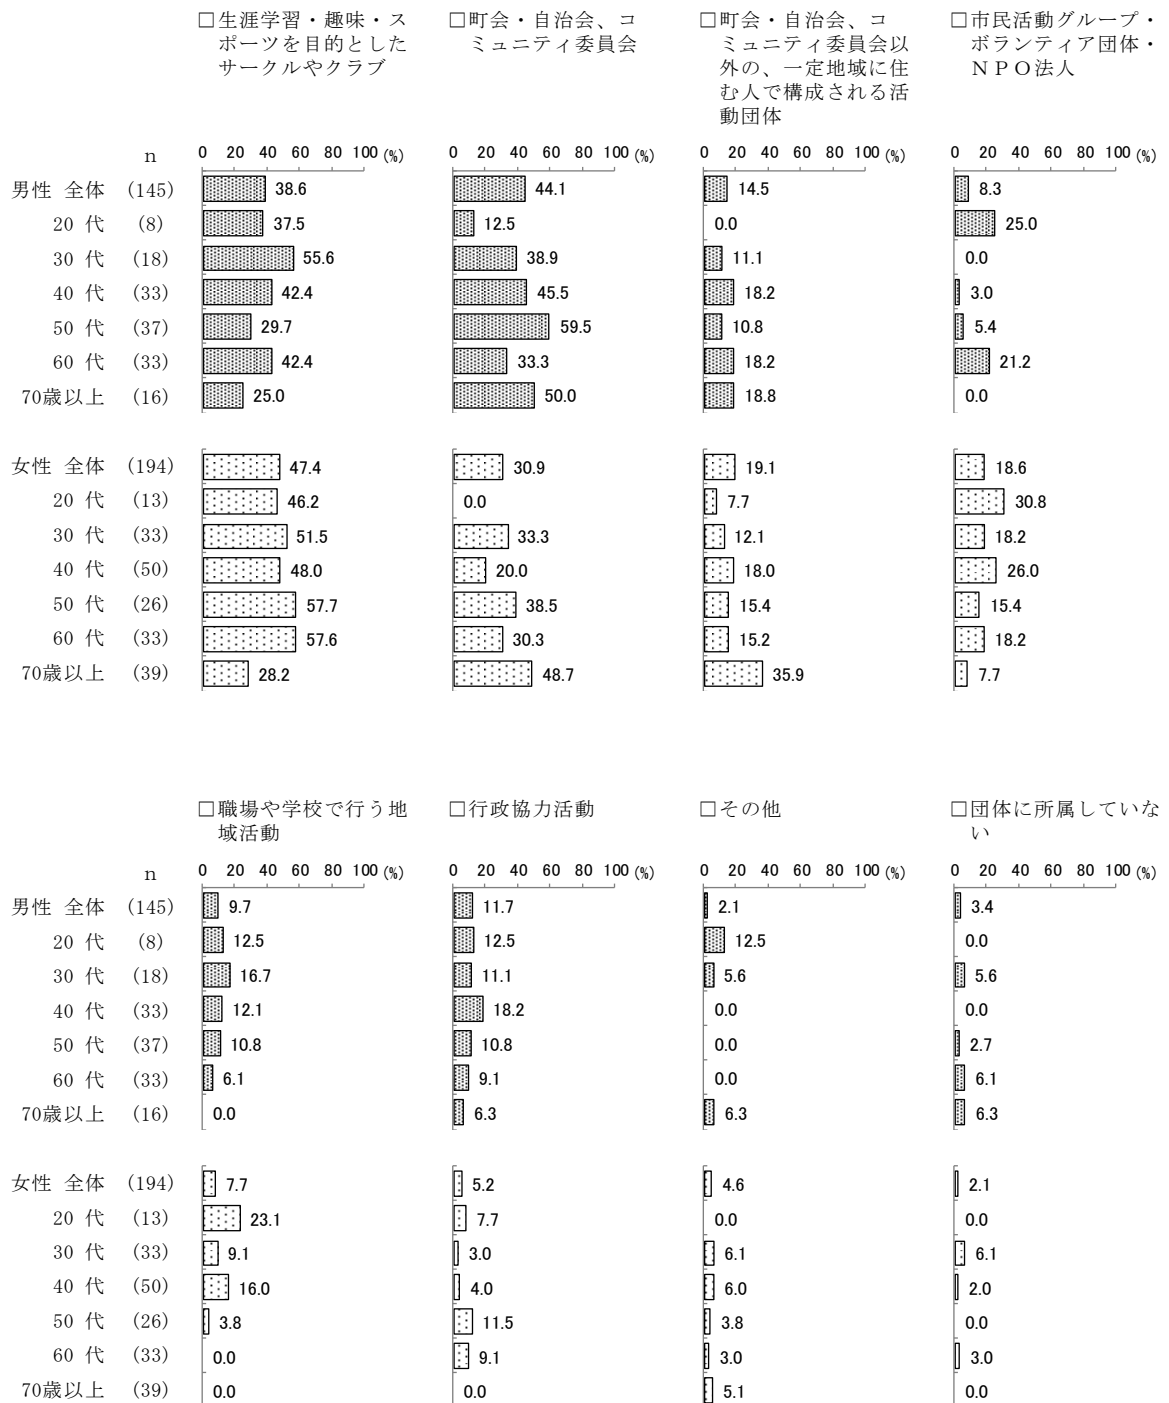 □生涯学習・趣味・ス
ポーツを目的とした
サークルやクラブ
□町会・自治会、コ
ミュニティ委員会
□町会・自治会、コ
ミュニティ委員会以
外の、一定地域に住
む人で構成される活
動団体
□市民活動グループ・
ボランティア団体・
ＮＰＯ法人
n 0 20 40 60 80 100 (%) 0 20 40 60 80 100 (%) 0 20 40 60 80 100 (%) 0 20 40 60 80 100 (%)
男性 全体 (145) 38.6 44.1 14.5 8.3
20 代 (8) 37.5 12.5 0.0 25.0
30 代 (18) 55.6 38.9 11.1 0.0
40 代 (33) 42.4 45.5 18.2 3.0
50 代 (37) 29.7 59.5 10.8 5.4
60 代 (33) 42.4 33.3 18.2 21.2
70歳以上 (16) 25.0 50.0 18.8 0.0
女性 全体 (194) 47.4 30.9 19.1 18.6
20 代 (13) 46.2 0.0 7.7 30.8
30 代 (33) 51.5 33.3 12.1 18.2
40 代 (50) 48.0 20.0 18.0 26.0
50 代 (26) 57.7 38.5 15.4 15.4
60 代 (33) 57.6 30.3 15.2 18.2
70歳以上 (39) 28.2 48.7 35.9 7.7
□職場や学校で行う地
域活動
□行政協力活動
□その他
□団体に所属していな
い
n 0 20 40 60 80 100 (%) 0 20 40 60 80 100 (%) 0 20 40 60 80 100 (%) 0 20 40 60 80 100 (%)
男性 全体 (145) 9.7 11.7 2.1 3.4
20 代 (8) 12.5 12.5 12.5 0.0
30 代 (18) 16.7 11.1 5.6 5.6
40 代 (33) 12.1 18.2 0.0 0.0
50 代 (37) 10.8 10.8 0.0 2.7
60 代 (33) 6.1 9.1 0.0 6.1
70歳以上 (16) 0.0 6.3 6.3 6.3
女性 全体 (194) 7.7 5.2 4.6 2.1
20 代 (13) 23.1 7.7 0.0 0.0
30 代 (33) 9.1 3.0 6.1 6.1
40 代 (50) 16.0 4.0 6.0 2.0
50 代 (26) 3.8 11.5 3.8 0.0
60 代 (33) 0.0 9.1 3.0 3.0
70歳以上 (39) 0.0 0.0 5.1 0.0